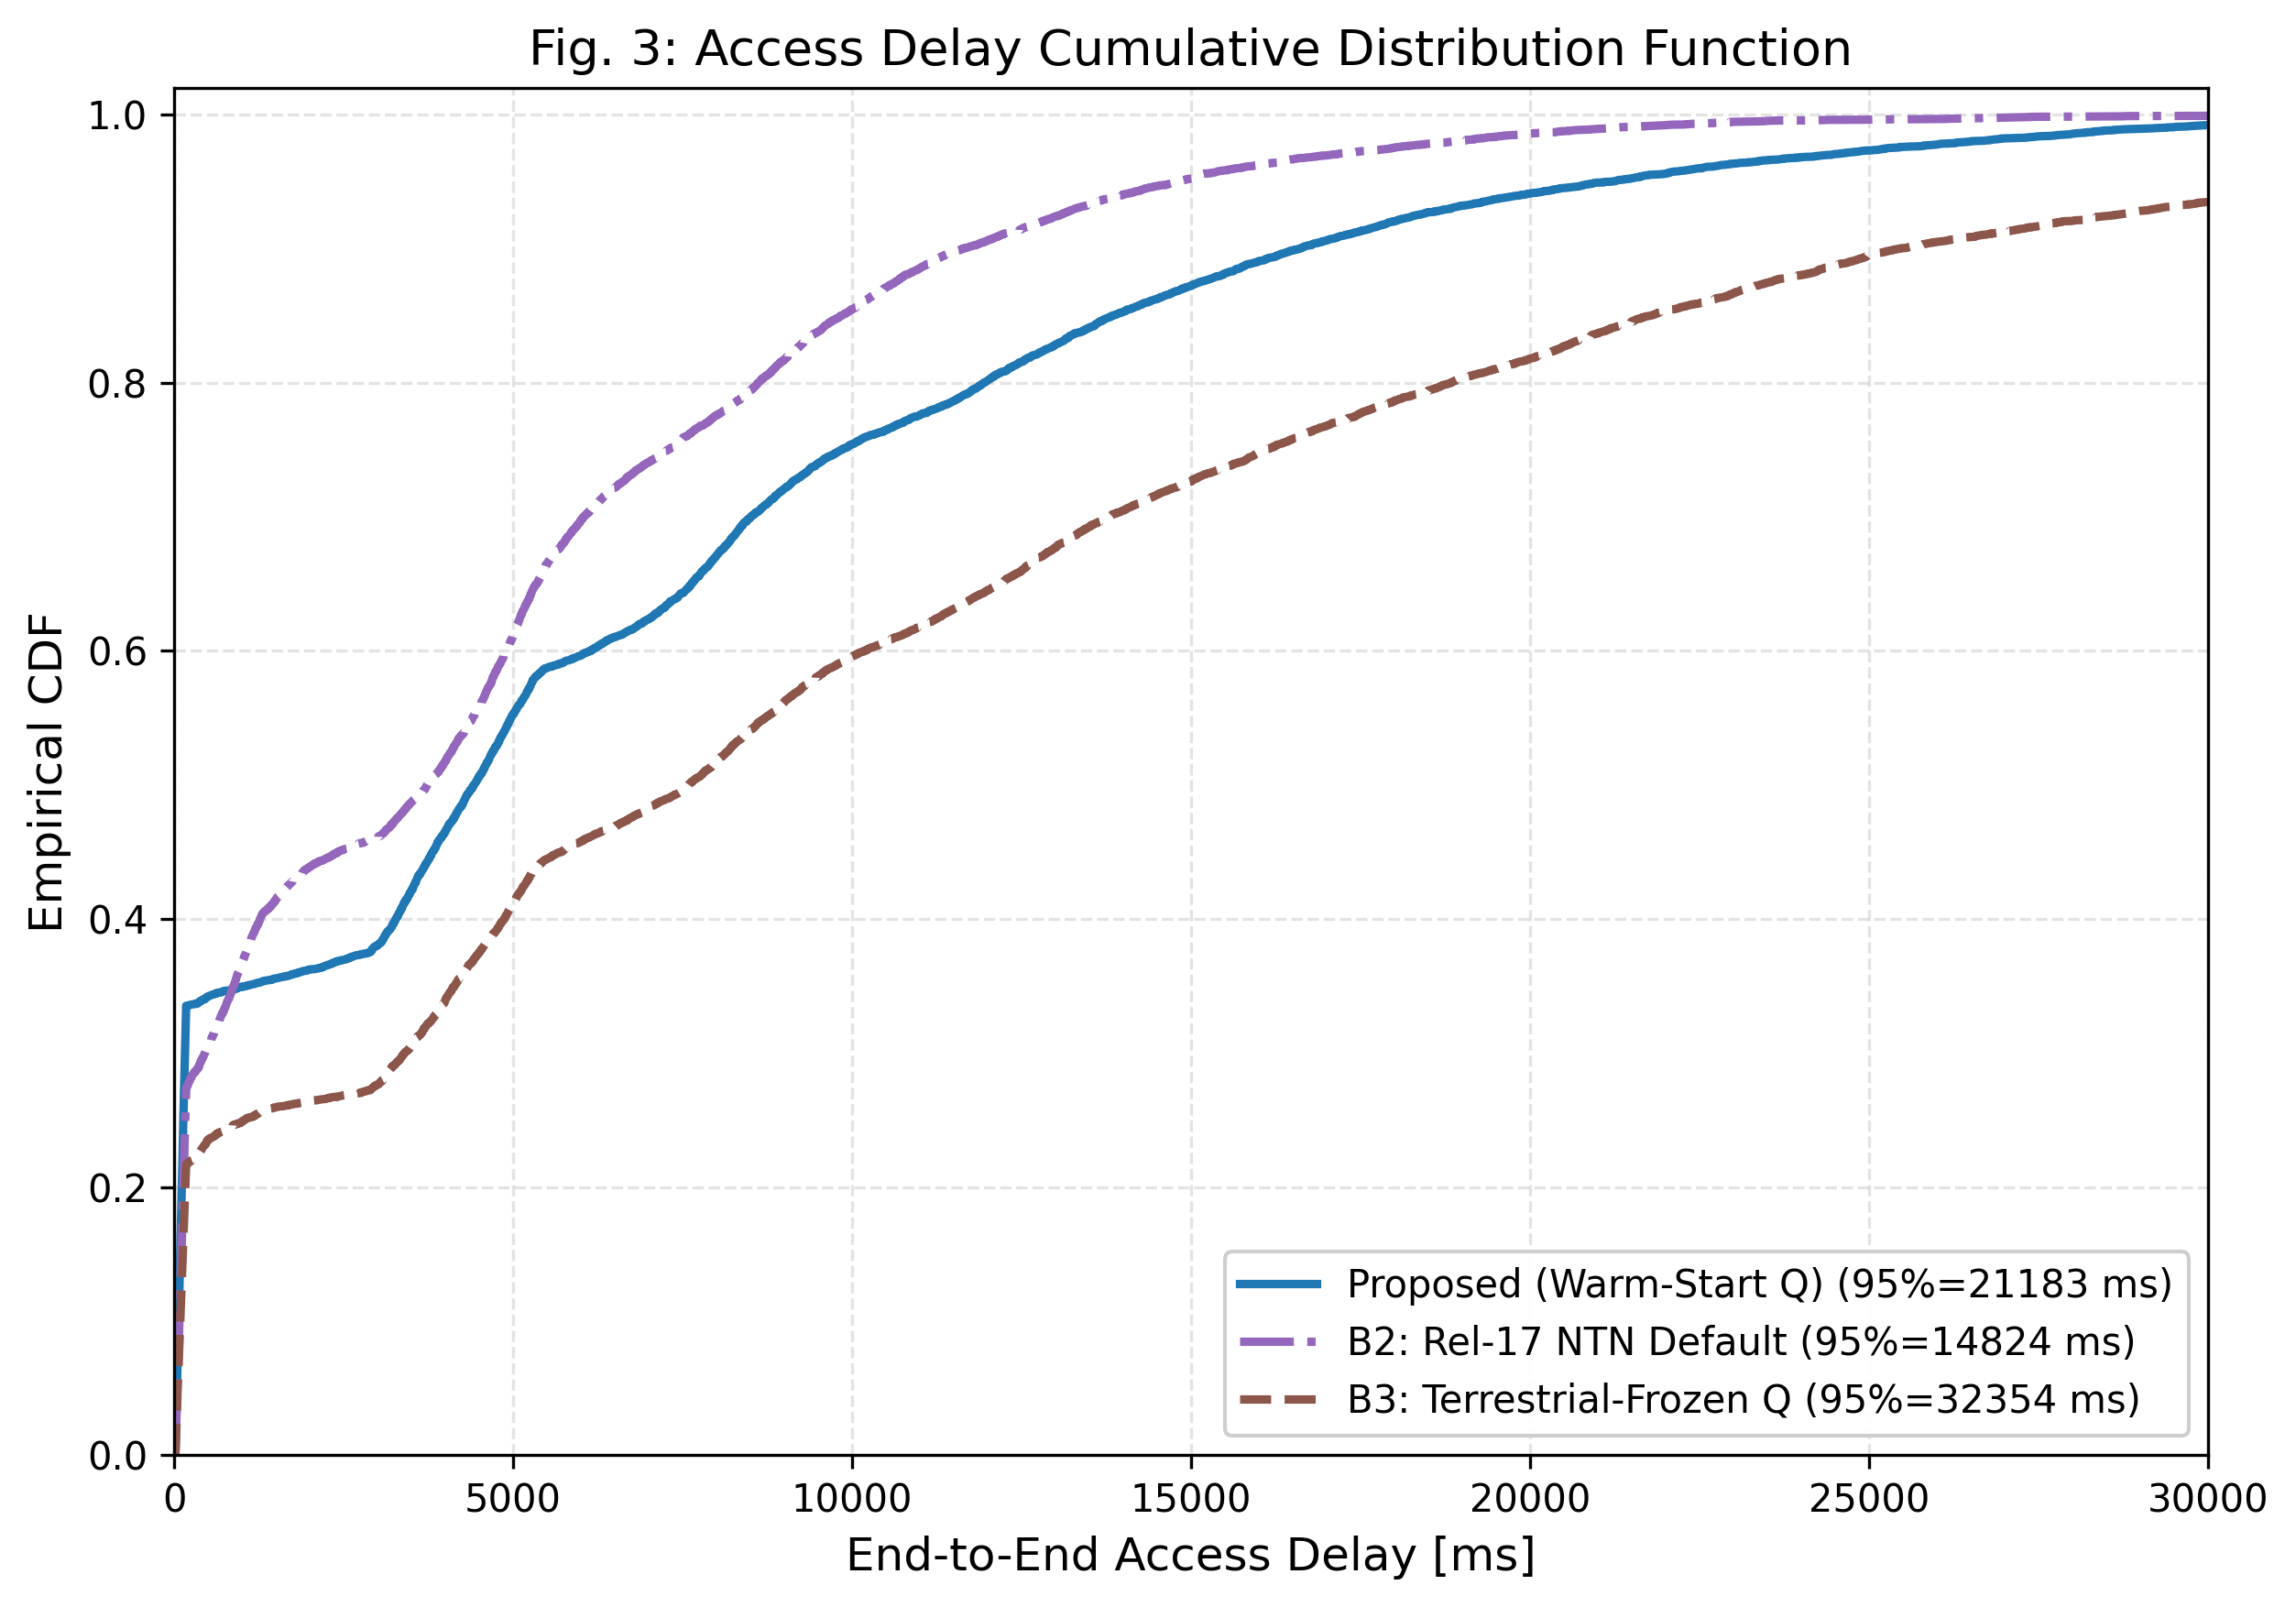 Fig. 3: Access Delay Cumulative Distribution Function
Empirical CDF
1.0
0.8
0.6
0.4
0.2
0.0
0 5000 10000 15000 20000 25000 30000
End-to-End Access Delay [ms]
Proposed (Warm-Start Q) (95%=21183 ms)
B2: Rel-17 NTN Default (95%=14824 ms)
B3: Terrestrial-Frozen Q (95%=32354 ms)